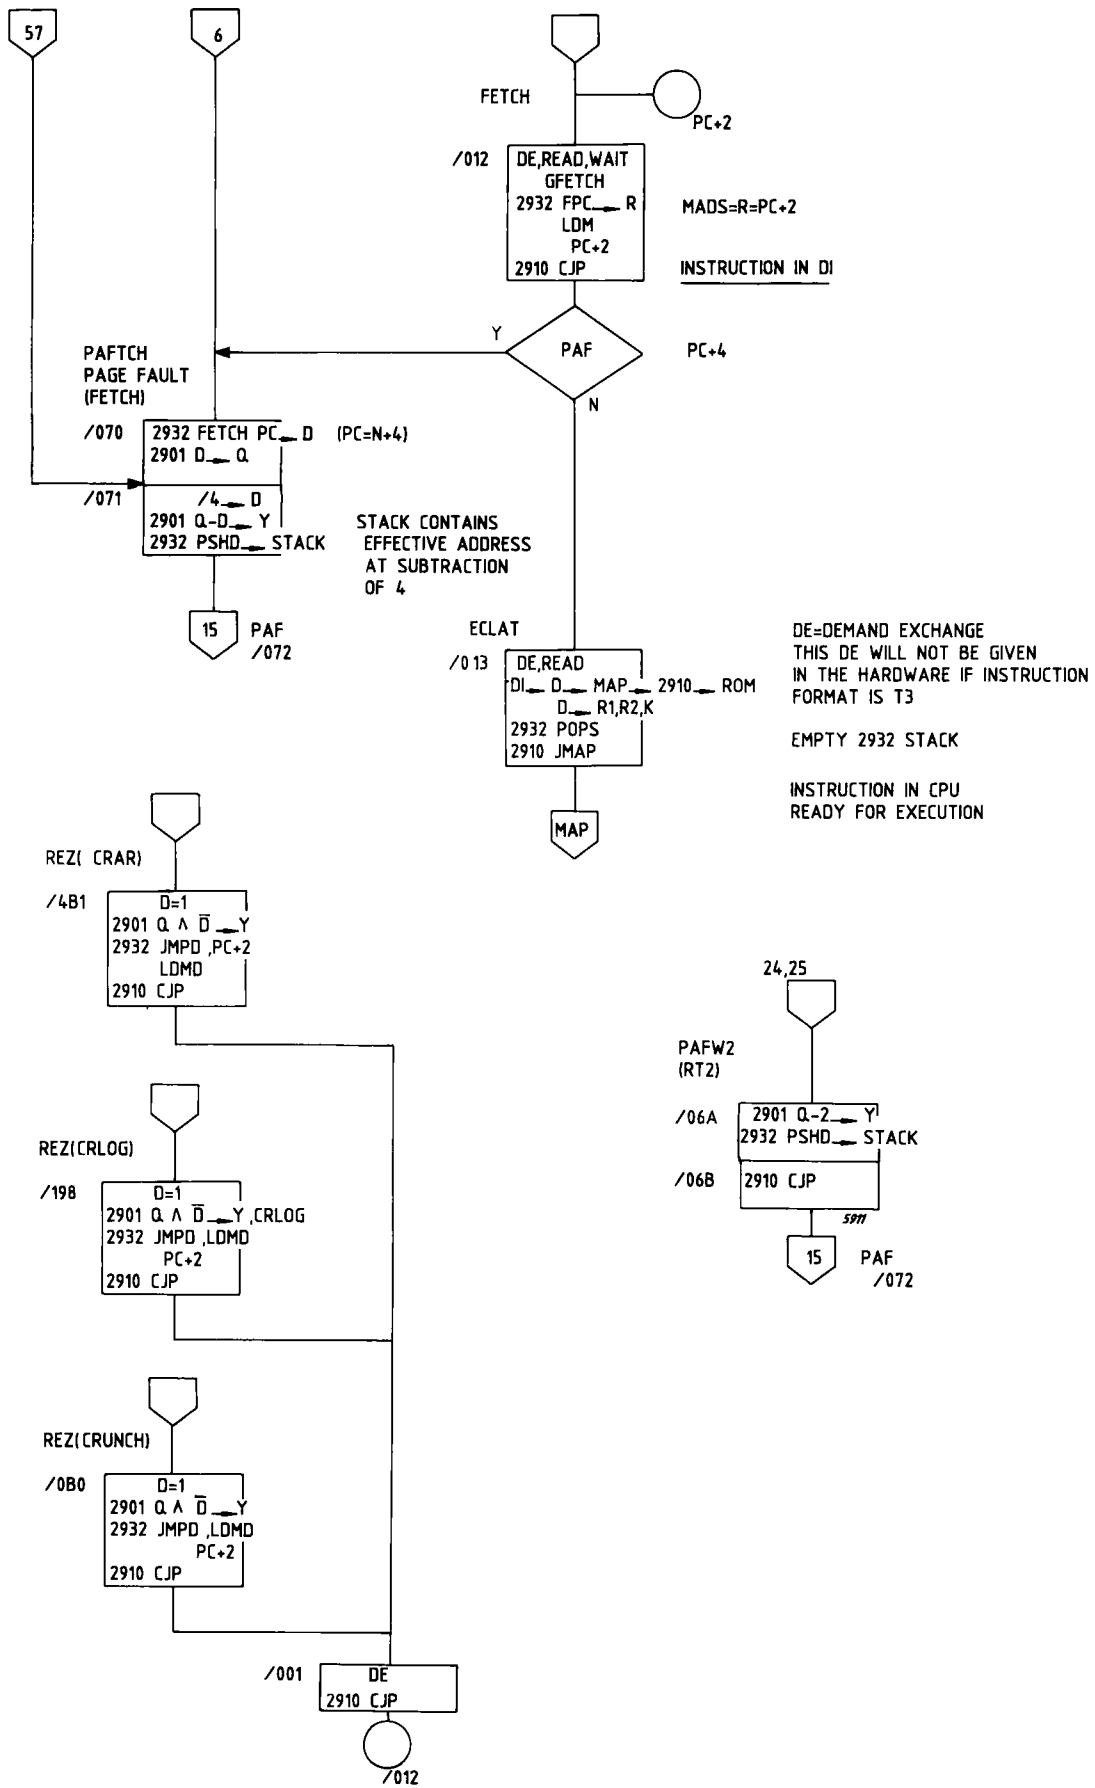 57
6
FETCH
PC+2
/012
DE,READ,WAIT
GFETCH
2932 FPC→R
LDM
PC+2
2910 CJP
MADS=R=PC+2
INSTRUCTION IN DI
Y
PAF
PC+4
N
PAFTCH
PAGE FAULT
(FETCH)
/070
2932 FETCH PC→D (PC=N+4)
2901 D→Q
/071
/4→D
2901 Q-D→Y
2932 PSHD→STACK
STACK CONTAINS
EFFECTIVE ADDRESS
AT SUBTRACTION
OF 4
15
PAF
/072
ECLAT
/013
DE,READ
DI→D→MAP→2910→ROM
D→R1,R2,K
2932 POPS
2910 JMAP
DE=DEMAND EXCHANGE
THIS DE WILL NOT BE GIVEN
IN THE HARDWARE IF INSTRUCTION
FORMAT IS T3
EMPTY 2932 STACK
INSTRUCTION IN CPU
READY FOR EXECUTION
MAP
REZ( CRAR)
/4B1
D=1
2901 Q ∧ D̅→Y
2932 JMPD ,PC+2
LDMD
2910 CJP
24,25
PAFW2
(RT2)
/06A
2901 Q-2→Y
2932 PSHD→STACK
/06B
2910 CJP
5911
15
PAF
/072
REZ(CRLOG)
/198
D=1
2901 Q ∧ D̅→Y ,CRLOG
2932 JMPD ,LDMD
PC+2
2910 CJP
REZ(CRUNCH)
/0B0
D=1
2901 Q ∧ D̅→Y
2932 JMPD ,LDMD
PC+2
2910 CJP
/001
DE
2910 CJP
/012